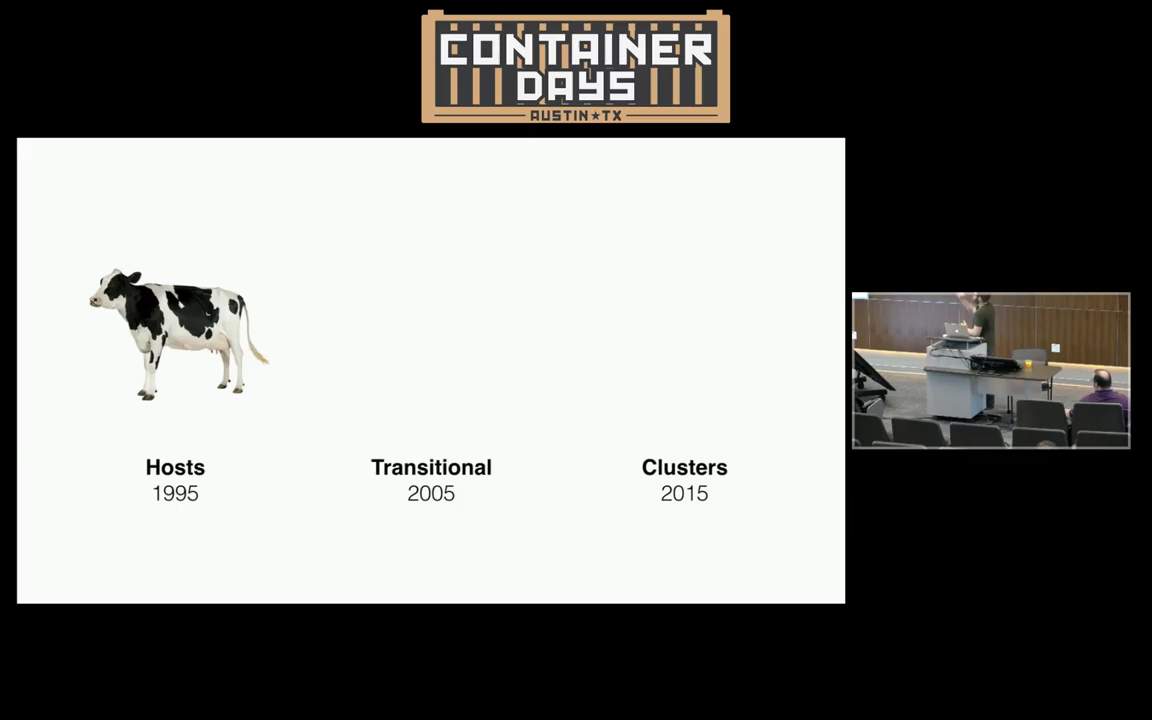 CONTAINER
DAYS
AUSTIN★TX
Hosts
1995
Transitional
2005
Clusters
2015